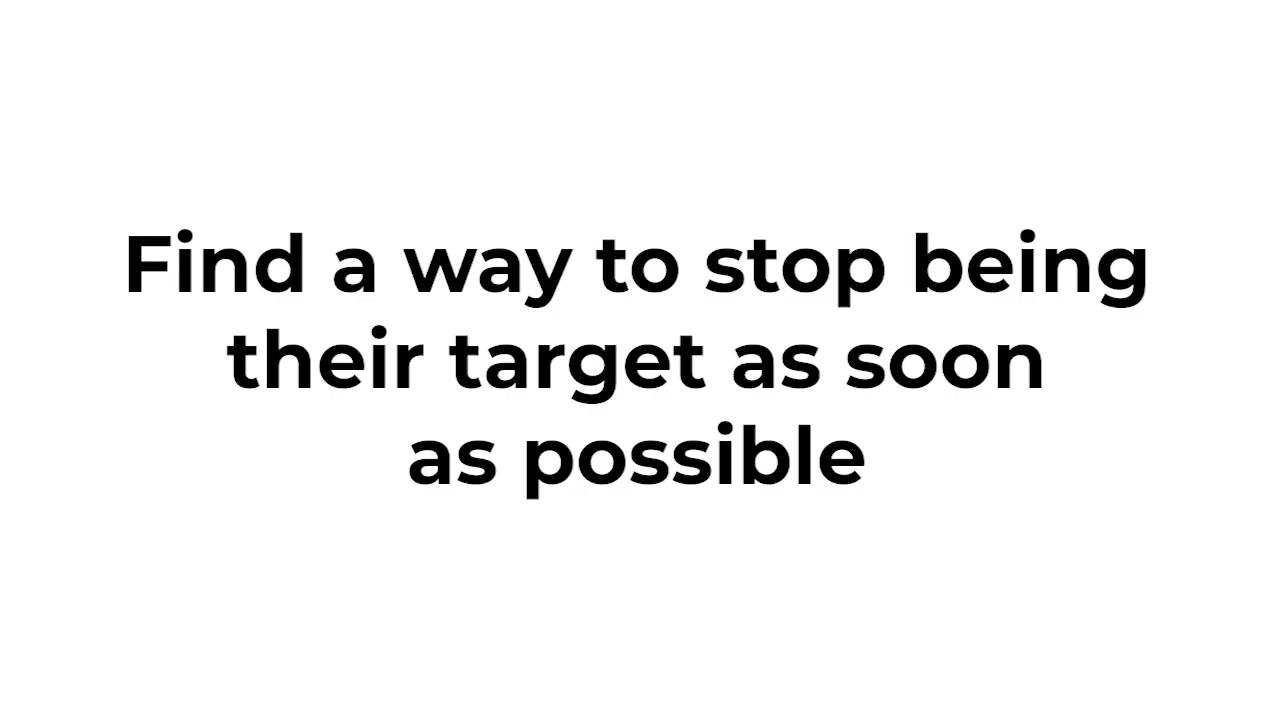 Find a way to stop being
their target as soon
as possible